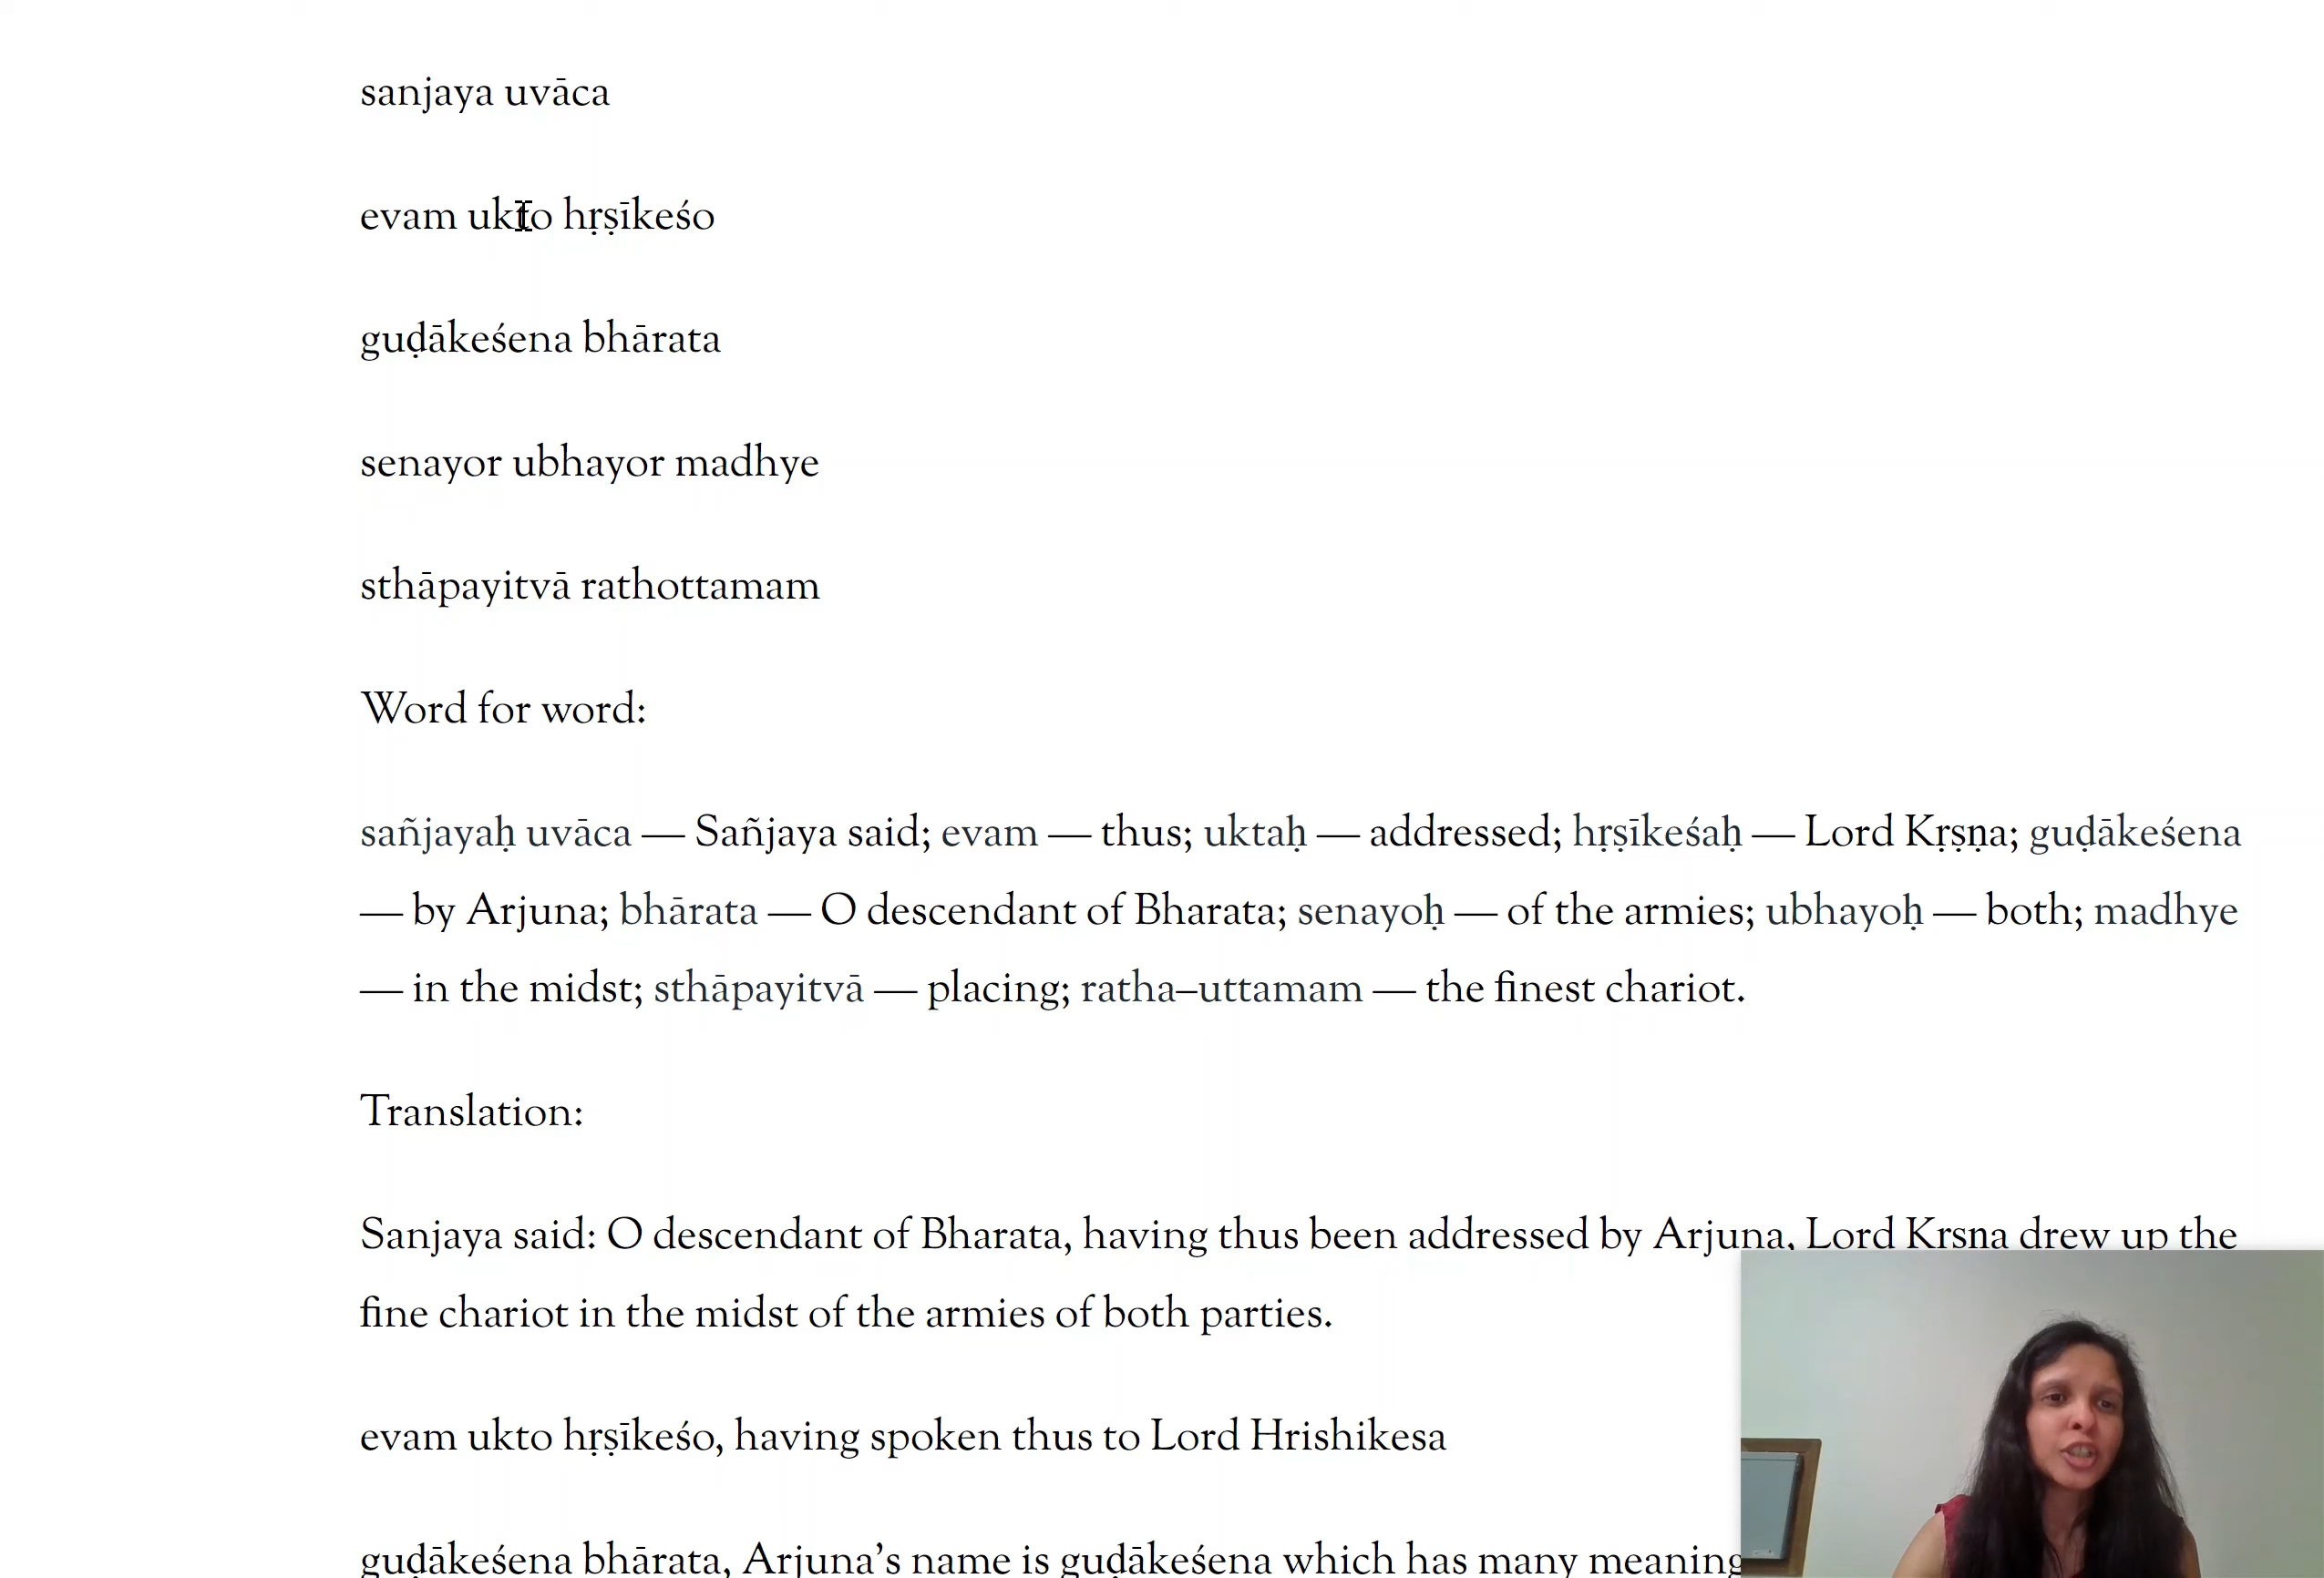 sanjaya uvāca
evam ukto hṛṣīkeśo
guḍākeśena bhārata
senayor ubhayor madhye
sthāpayitvā rathottamam
Word for word:
sañjayaḥ uvāca — Sañjaya said; evam — thus; uktaḥ — addressed; hṛṣīkeśaḥ — Lord Kṛṣṇa; guḍākeśena
— by Arjuna; bhārata — O descendant of Bharata; senayoḥ — of the armies; ubhayoḥ — both; madhye
— in the midst; sthāpayitvā — placing; ratha–uttamam — the finest chariot.
Translation:
Sanjaya said: O descendant of Bharata, having thus been addressed by Arjuna, Lord Krsna drew up the
fine chariot in the midst of the armies of both parties.
evam ukto hṛṣīkeśo, having spoken thus to Lord Hrishikesa
guḍākeśena bhārata, Arjuna’s name is guḍākeśena which has many meaning